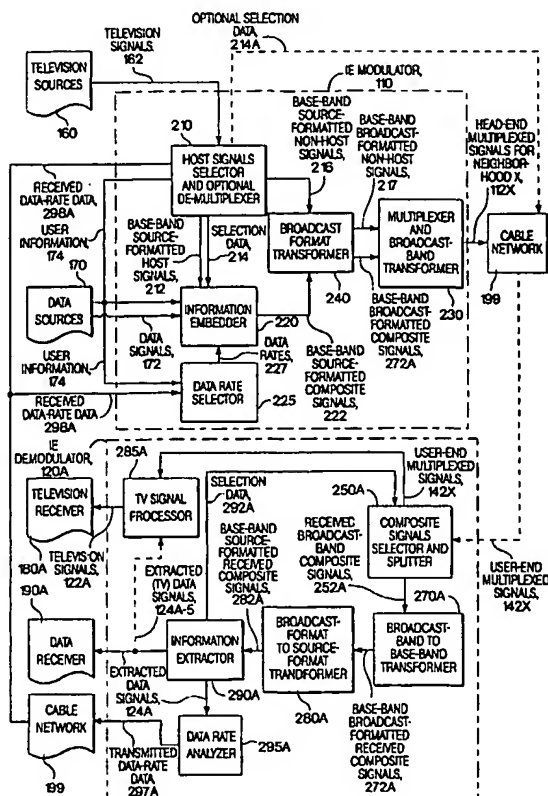 OPTIONAL SELECTION
DATA, 214A
TELEVISION
SIGNALS,
162
TELEVISION
SOURCES
160
IE MODULATOR, 110
210
HOST SIGNALS
SELECTOR
AND OPTIONAL
DE-MULTIPLEXER
BASE-BAND
SOURCE-
FORMATTED
NON-HOST
SIGNALS,
216
BASE-BAND
BROADCAST-
FORMATTED
NON-HOST
SIGNALS,
217
HEAD-END
MULTIPLEXED
SIGNALS FOR
NEIGHBOR-
HOOD X,
112X
RECEIVED
DATA-RATE DATA,
298A
USER
INFORMATION,
174
BASE-BAND
SOURCE-
FORMATTED
HOST
SIGNALS,
212
SELECTION
DATA, 214
BROADCAST
FORMAT
TRANSFORMER
240
MULTIPLEXER
AND
BROADCAST-
BAND
TRANSFORMER
230
CABLE
NETWORK
199
170
DATA
SOURCES
DATA
SIGNALS,
172
INFORMATION
EMBEDDER
220
DATA
RATES,
227
BASE-BAND
SOURCE-
FORMATTED
COMPOSITE
SIGNALS,
222
BASE-BAND
BROADCAST-
FORMATTED
COMPOSITE
SIGNALS,
272A
USER
INFORMATION,
174
DATA RATE
SELECTOR
225
RECEIVED
DATA-RATE DATA
298A
IE
DEMODULATOR,
120A
285A
TV SIGNAL
PROCESSOR
SELECTION
DATA,
292A
USER-END
MULTIPLEXED
SIGNALS,
142X
250A
COMPOSITE
SIGNALS
SELECTOR AND
SPLITTER
TELEVISION
RECEIVER
180A
TELEVISION
SIGNALS,
122A
BASE-BAND
SOURCE-
FORMATTED
RECEIVED
COMPOSITE
SIGNALS,
282A
RECEIVED
BROADCAST-
BAND
COMPOSITE
SIGNALS,
252A
USER-END
MULTIPLEXED
SIGNALS,
142X
190A
EXTRACTED
(TV) DATA
SIGNALS,
124A-5
270A
DATA
RECEIVER
INFORMATION
EXTRACTOR
290A
BROADCAST-
FORMAT
TO SOURCE-
FORMAT
TRANDFORMER
280A
BROADCAST-
BAND TO
BASE-BAND
TRANSFORMER
EXTRACTED
DATA
SIGNALS,
124A
BASE-BAND
BROADCAST-
FORMATTED
RECEIVED
COMPOSITE
SIGNALS,
272A
CABLE
NETWORK
199
DATA RATE
ANALYZER
295A
TRANSMITTED
DATA-RATE
DATA
297A